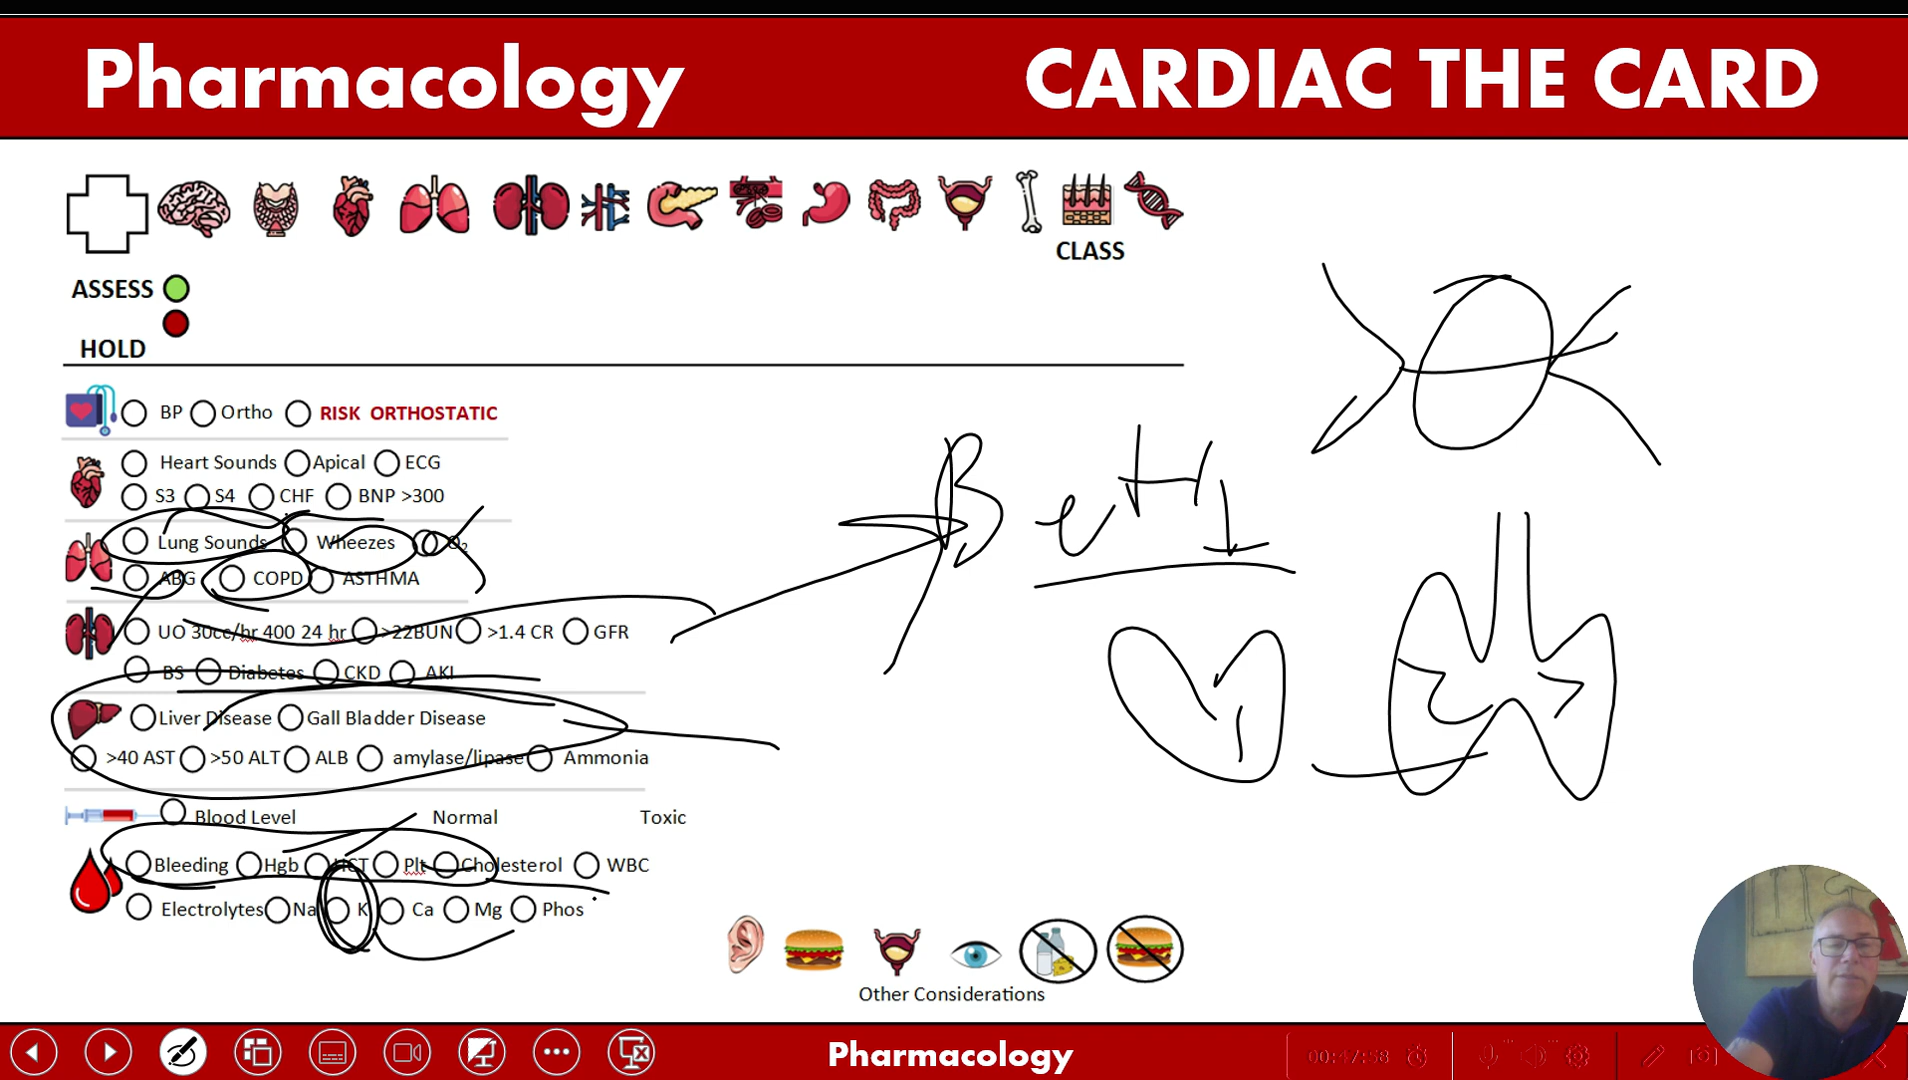 Pharmacology CARDIAC THE CARD
CLASS
ASSESS
HOLD
BP Ortho RISK ORTHOSTATIC
Heart Sounds Apical ECG
S3 S4 CHF BNP >300
Lung Sounds Wheezes O₂
ABG COPD ASTHMA
UO 30cc/hr 400 24 hr >22BUN >1.4 CR GFR
BS Diabetes CKD AKI
Liver Disease Gall Bladder Disease
>40 AST >50 ALT ALB amylase/lipase Ammonia
Blood Level Normal Toxic
Bleeding Hgb HCT Plt Cholesterol WBC
Electrolytes Na K Ca Mg Phos
Other Considerations
Pharmacology 00:47:58